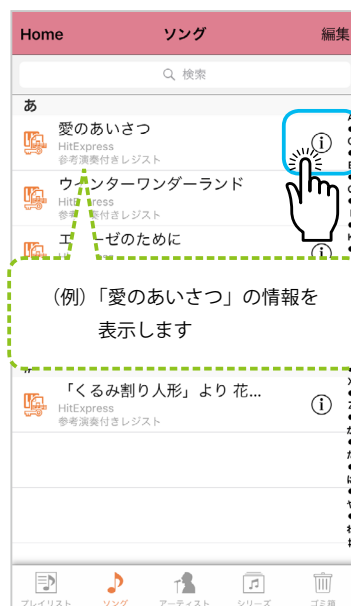 Home ソング 編集
検索
あ
愛のあいさつ
HitExpress
参考演奏付きレジスト
ウィンターワンダーランド
HitExpress
参考演奏付きレジスト
エリーゼのために
(例)「愛のあいさつ」の情報を
表示します
「くるみ割り人形」より 花...
HitExpress
参考演奏付きレジスト
プレイリスト ソング アーティスト シリーズ ゴミ箱